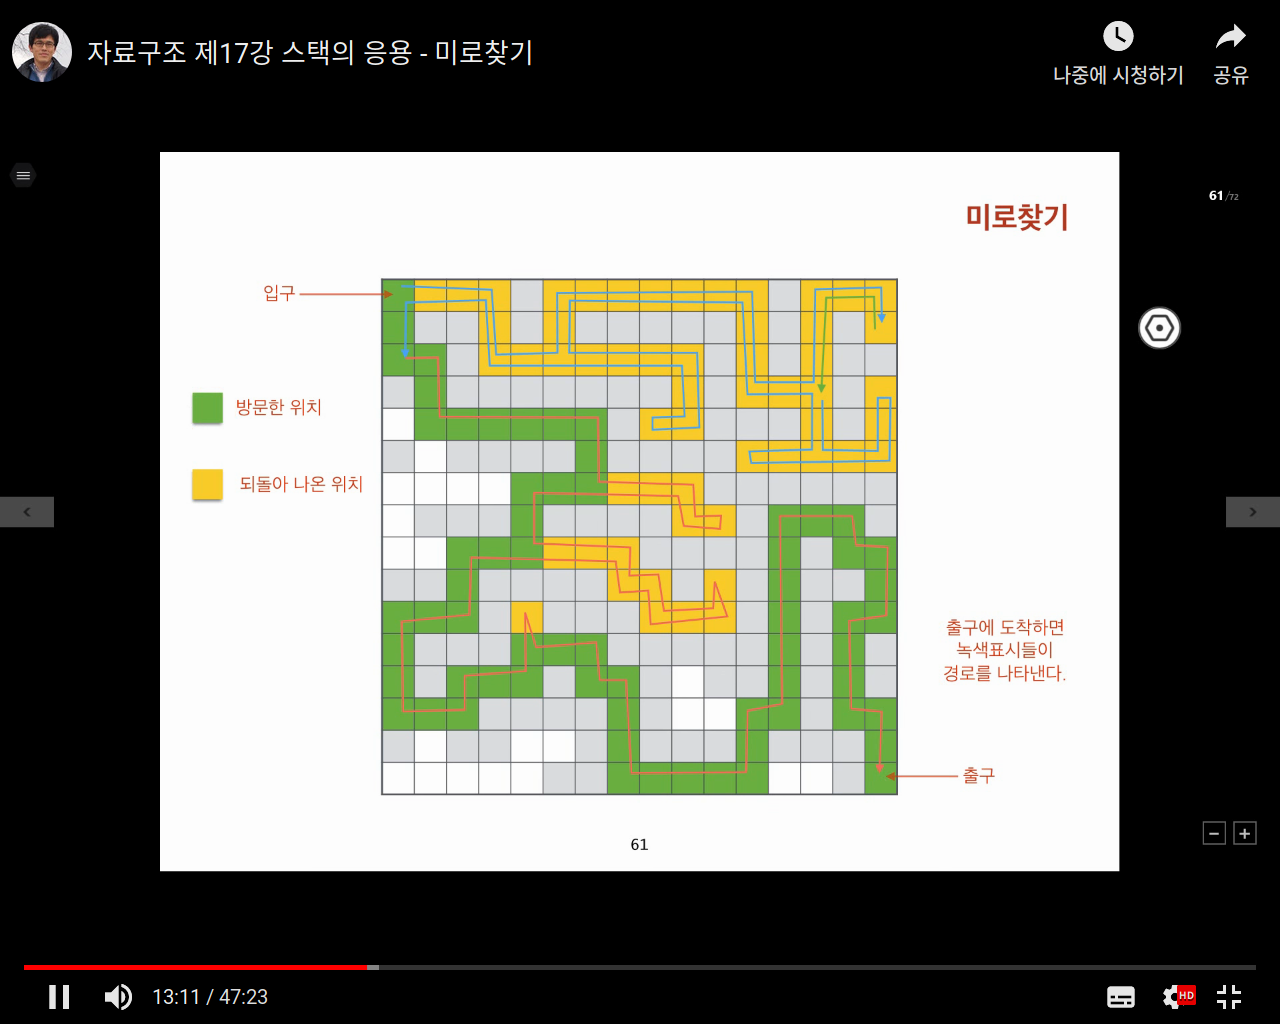 자료구조 제17강 스택의 응용 - 미로찾기
나중에 시청하기
공유
61/72
미로찾기
입구
방문한 위치
되돌아 나온 위치
출구에 도착하면
녹색표시들이
경로를 나타낸다.
출구
61
13:11 / 47:23
HD